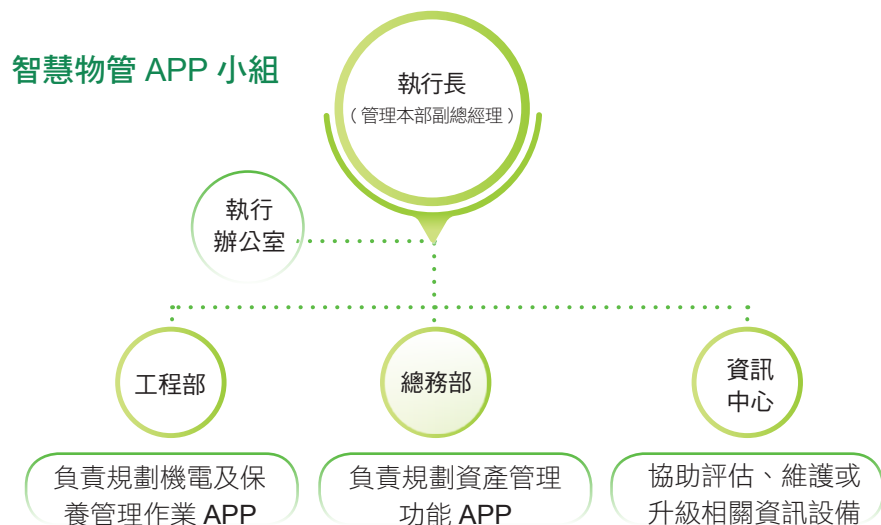 智慧物管 APP 小組
執行長
（管理本部副總經理）
執行
辦公室
工程部
總務部
資訊
中心
負責規劃機電及保
養管理作業 APP
負責規劃資產管理
功能 APP
協助評估、維護或
升級相關資訊設備